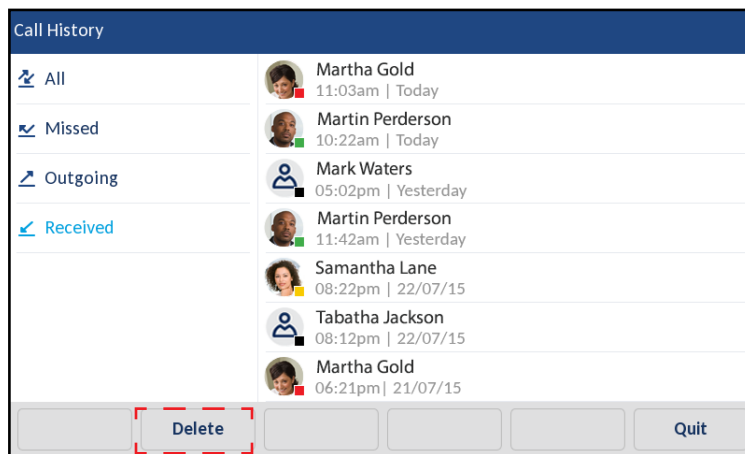 Call History
All
Missed
Outgoing
Received
Martha Gold
11:03am | Today
Martin Perderson
10:22am | Today
Mark Waters
05:02pm | Yesterday
Martin Perderson
11:42am | Yesterday
Samantha Lane
08:22pm | 22/07/15
Tabatha Jackson
08:12pm | 22/07/15
Martha Gold
06:21pm| 21/07/15
Delete
Quit